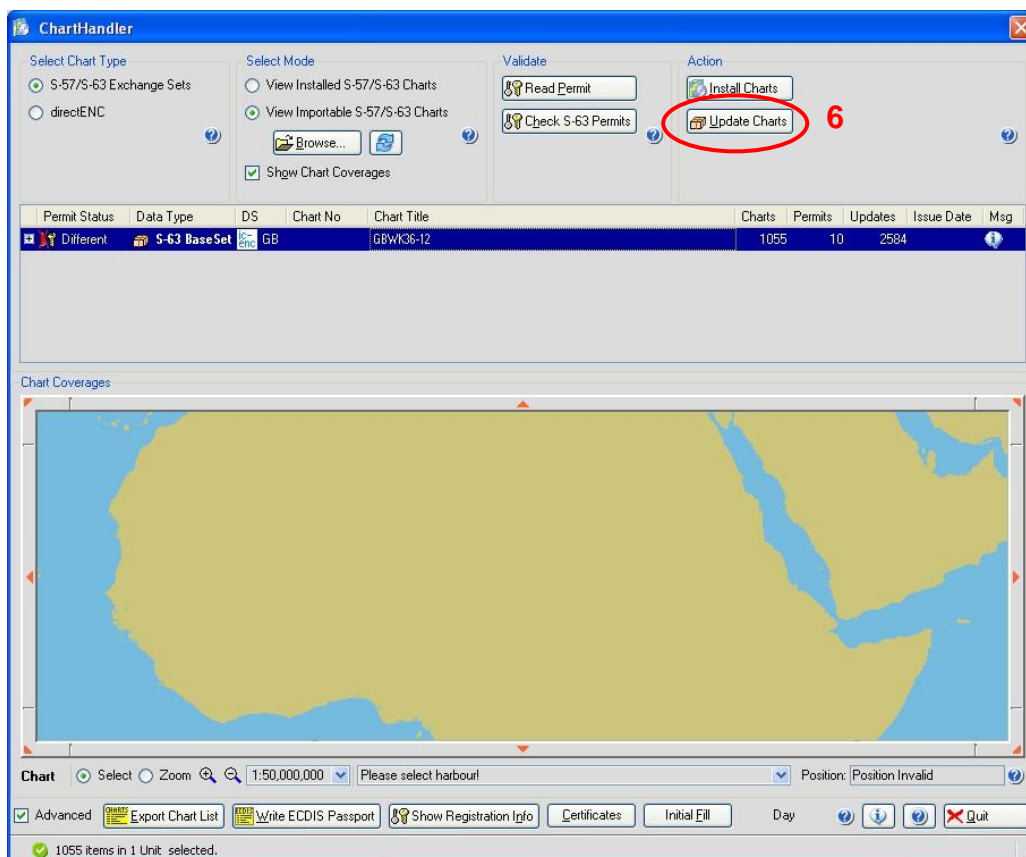 ChartHandler
Select Chart Type
S-57/S-63 Exchange Sets
directENC
Select Mode
View Installed S-57/S-63 Charts
View Importable S-57/S-63 Charts
Browse...
Show Chart Coverages
Validate
Read Permit
Check S-63 Permits
Action
Install Charts
Update Charts
6
Permit Status Data Type DS Chart No Chart Title Charts Permits Updates Issue Date Msg
Different S-63 BaseSet ic-enc GB GBWK36-12 1055 10 2584
Chart Coverages
Chart Select Zoom 1:50,000,000 Please select harbour! Position: Position Invalid
Advanced CHARTS Export Chart List ECDIS Write ECDIS Passport Show Registration Info Certificates Initial Fill Day Quit
1055 items in 1 Unit selected.